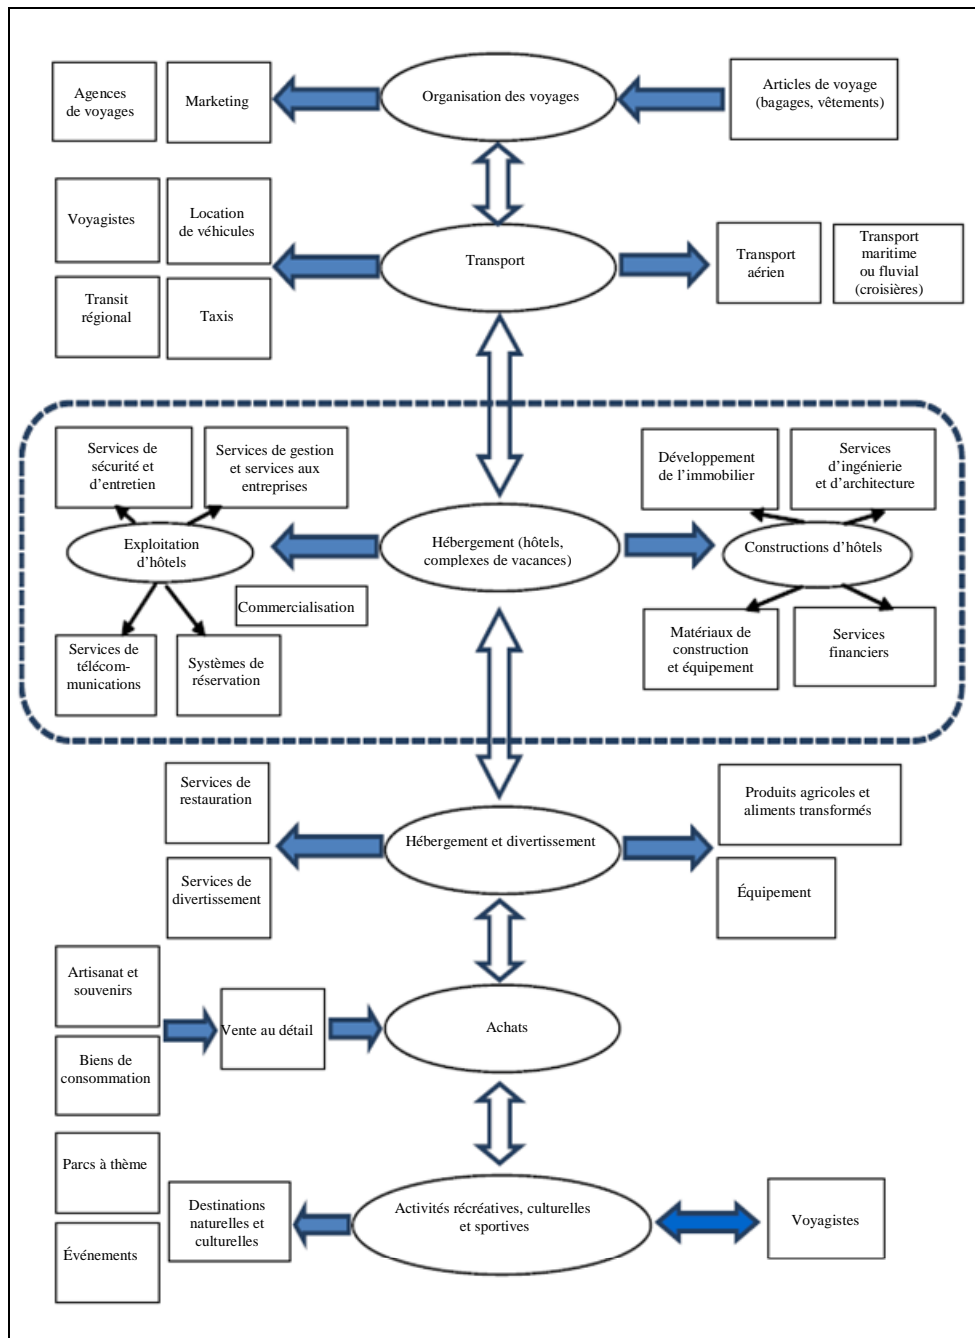 Agences
de voyages
Marketing
Organisation des voyages
Articles de voyage
(bagages, vêtements)
Voyagistes
Location
de véhicules
Transport
Transport
aérien
Transport
maritime
ou fluvial
(croisières)
Transit
régional
Taxis
Services de
sécurité et
d'entretien
Services de gestion
et services aux
entreprises
Développement
de l'immobilier
Services
d'ingénierie
et d'architecture
Exploitation
d'hôtels
Hébergement (hôtels,
complexes de vacances)
Constructions d'hôtels
Commercialisation
Services de
télécom-
munications
Systèmes de
réservation
Matériaux de
construction
et équipement
Services
financiers
Services de
restauration
Hébergement et divertissement
Produits agricoles et
aliments transformés
Services de
divertissement
Équipement
Artisanat et
souvenirs
Vente au détail
Achats
Biens de
consommation
Parcs à thème
Destinations
naturelles et
culturelles
Activités récréatives, culturelles
et sportives
Voyagistes
Événements